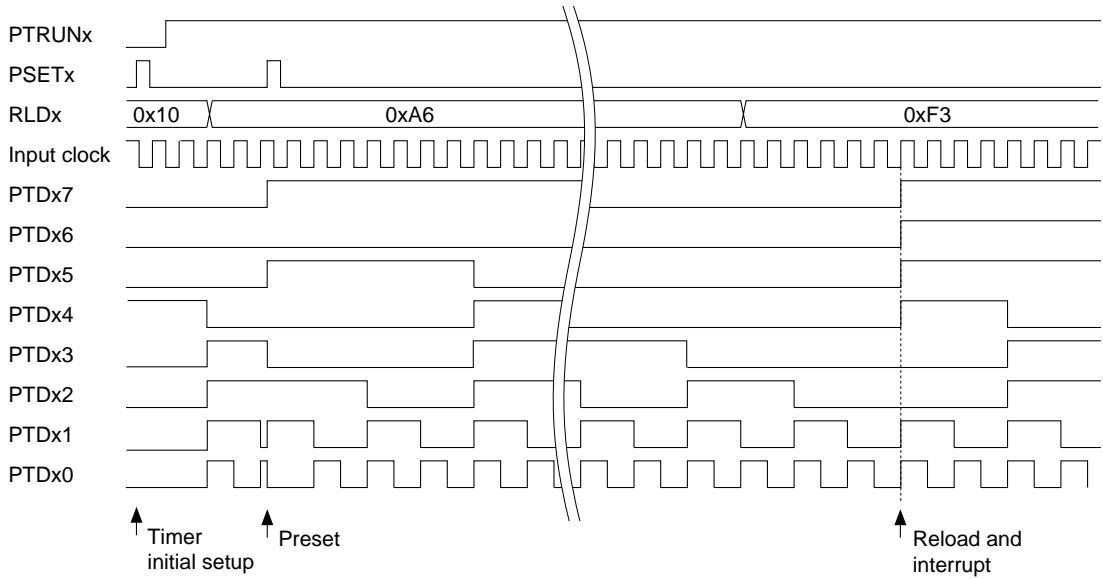 PTRUNx
PSETx
RLDx 0x10 0xA6 0xF3
Input clock
PTDx7
PTDx6
PTDx5
PTDx4
PTDx3
PTDx2
PTDx1
PTDx0
Timer
initial setup
Preset
Reload and
interrupt